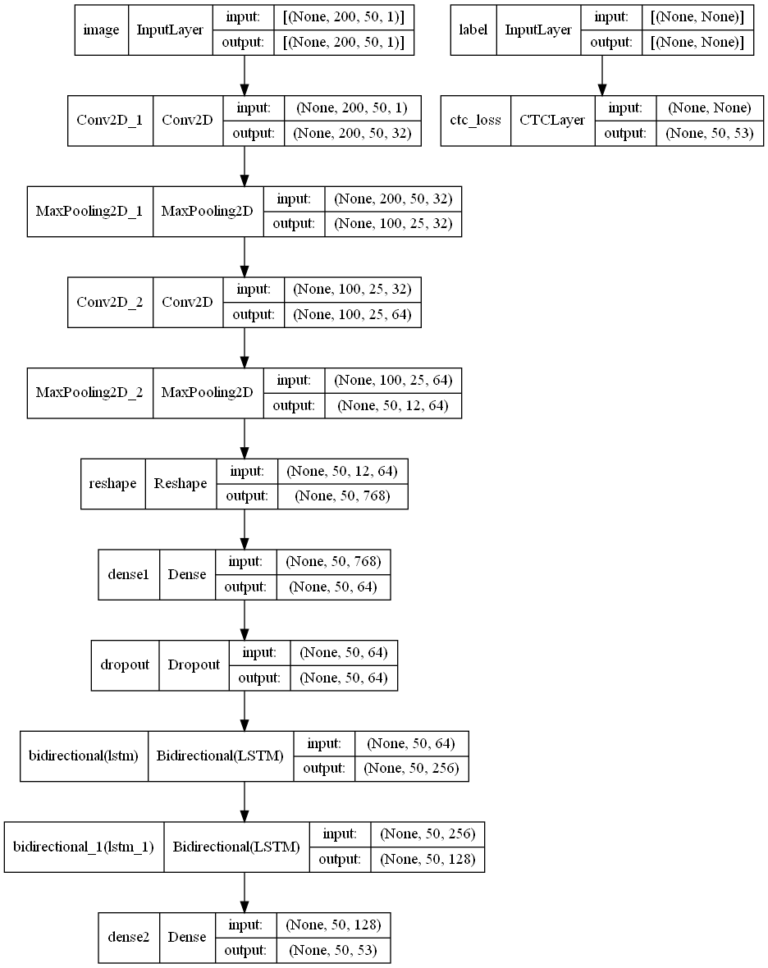 image InputLayer input: [(None, 200, 50, 1)]
output: [(None, 200, 50, 1)]
label InputLayer input: [(None, None)]
output: [(None, None)]
Conv2D_1 Conv2D input: (None, 200, 50, 1)
output: (None, 200, 50, 32)
ctc_loss CTCLayer input: (None, None)
output: (None, 50, 53)
MaxPooling2D_1 MaxPooling2D input: (None, 200, 50, 32)
output: (None, 100, 25, 32)
Conv2D_2 Conv2D input: (None, 100, 25, 32)
output: (None, 100, 25, 64)
MaxPooling2D_2 MaxPooling2D input: (None, 100, 25, 64)
output: (None, 50, 12, 64)
reshape Reshape input: (None, 50, 12, 64)
output: (None, 50, 768)
dense1 Dense input: (None, 50, 768)
output: (None, 50, 64)
dropout Dropout input: (None, 50, 64)
output: (None, 50, 64)
bidirectional(lstm) Bidirectional(LSTM) input: (None, 50, 64)
output: (None, 50, 256)
bidirectional_1(lstm_1) Bidirectional(LSTM) input: (None, 50, 256)
output: (None, 50, 128)
dense2 Dense input: (None, 50, 128)
output: (None, 50, 53)